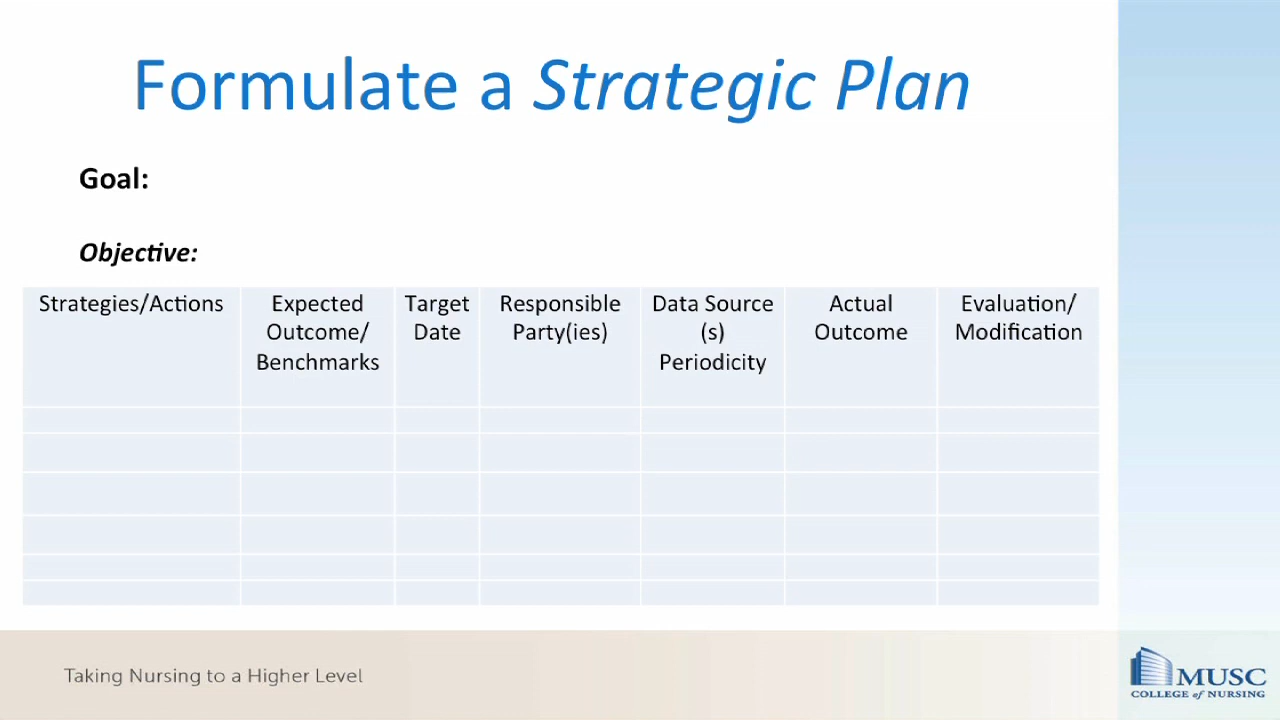 Formulate a Strategic Plan
Goal:
Objective:
Strategies/Actions
Expected
Outcome/
Benchmarks
Target
Date
Responsible
Party(ies)
Data Source
(s)
Periodicity
Actual
Outcome
Evaluation/
Modification
Taking Nursing to a Higher Level
MUSC
COLLEGE of NURSING